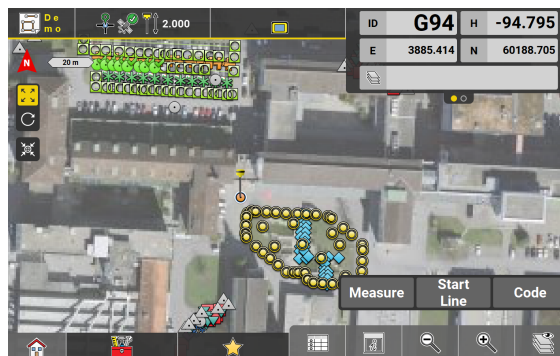 De
mo
2.000
ID G94 H -94.795
E 3885.414 N 60188.705
N
20 m
Measure
Start
Line
Code